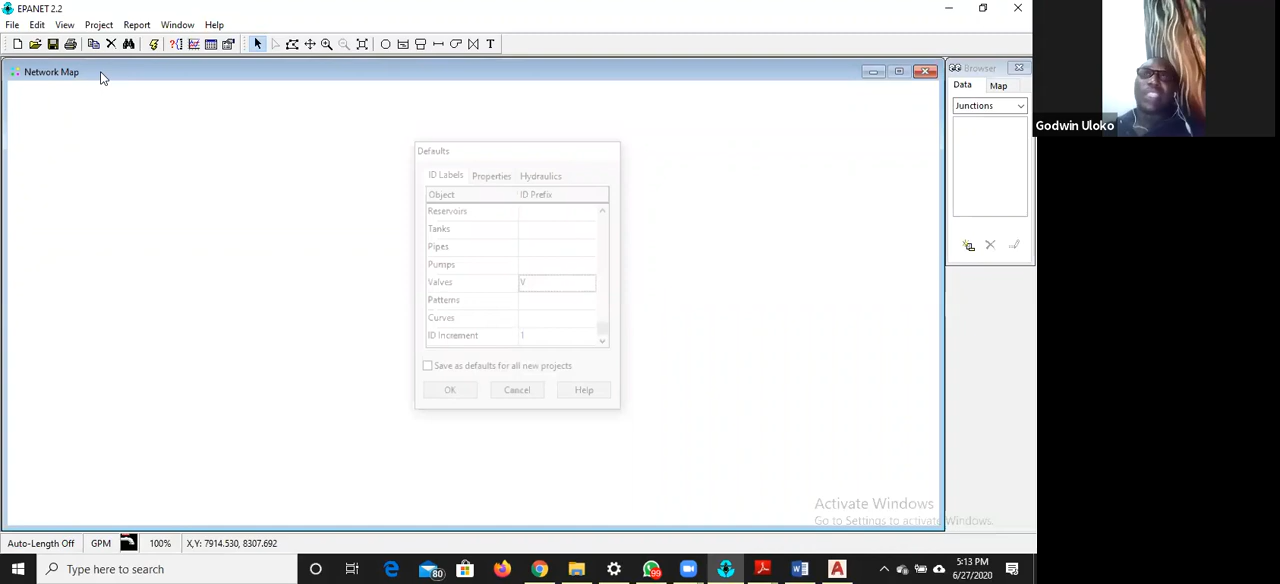 EPANET 2.2
File Edit View Project Report Window Help
T
Network Map
Browser
Data Map
Junctions
Godwin Uloko
Defaults
ID Labels Properties Hydraulics
Object ID Prefix
Reservoirs
Tanks
Pipes
Pumps
Valves V
Patterns
Curves
ID Increment 1
Save as defaults for all new projects
OK Cancel Help
Activate Windows
Go to Settings to activate Windows.
Auto-Length Off GPM 100% X,Y: 7914.530, 8307.692
Type here to search
80
99
5:13 PM
6/27/2020